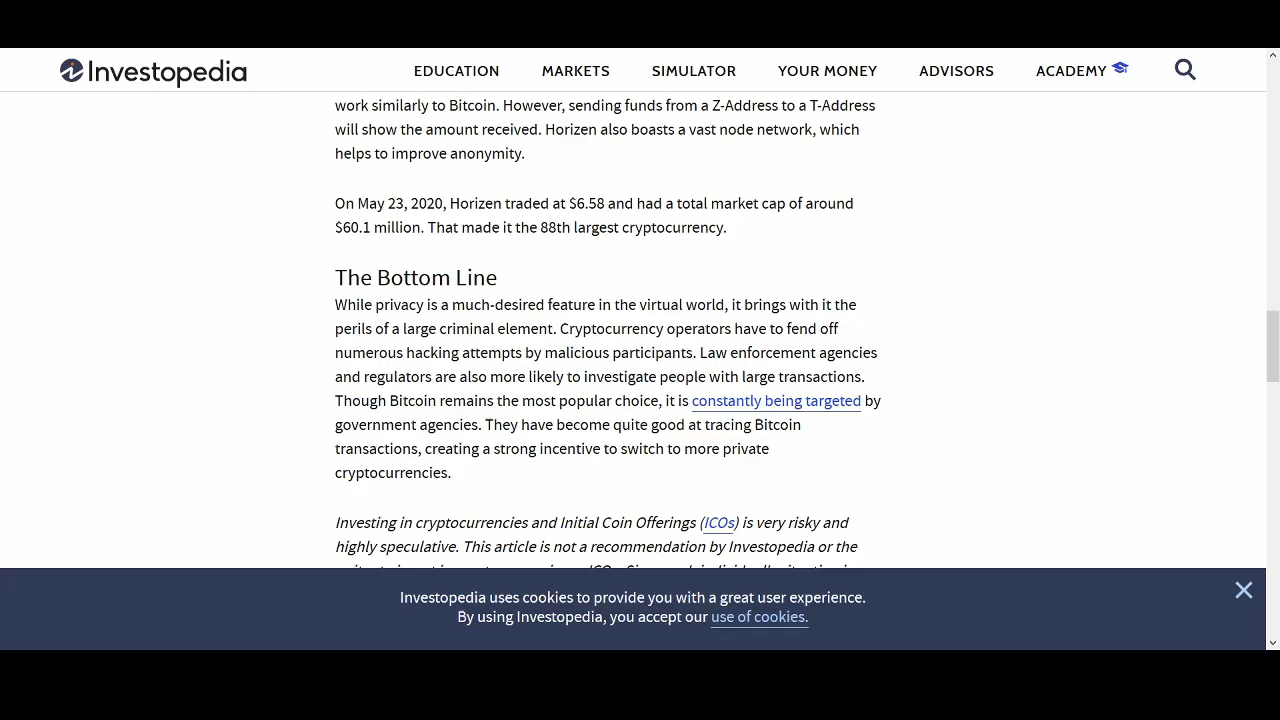 Investopedia
EDUCATION MARKETS SIMULATOR YOUR MONEY ADVISORS ACADEMY
work similarly to Bitcoin. However, sending funds from a Z-Address to a T-Address
will show the amount received. Horizen also boasts a vast node network, which
helps to improve anonymity.
On May 23, 2020, Horizen traded at $6.58 and had a total market cap of around
$60.1 million. That made it the 88th largest cryptocurrency.
The Bottom Line
While privacy is a much-desired feature in the virtual world, it brings with it the
perils of a large criminal element. Cryptocurrency operators have to fend off
numerous hacking attempts by malicious participants. Law enforcement agencies
and regulators are also more likely to investigate people with large transactions.
Though Bitcoin remains the most popular choice, it is constantly being targeted by
government agencies. They have become quite good at tracing Bitcoin
transactions, creating a strong incentive to switch to more private
cryptocurrencies.
Investing in cryptocurrencies and Initial Coin Offerings (ICOs) is very risky and
highly speculative. This article is not a recommendation by Investopedia or the
Investopedia uses cookies to provide you with a great user experience.
By using Investopedia, you accept our use of cookies.